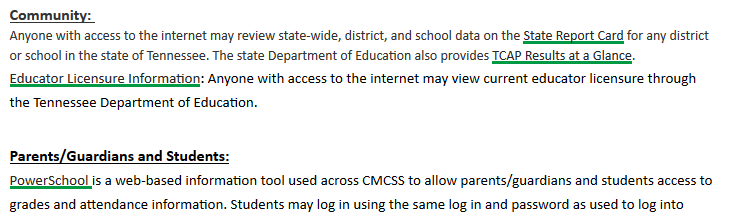 Community:
Anyone with access to the internet may review state-wide, district, and school data on the State Report Card for any district
or school in the state of Tennessee. The state Department of Education also provides TCAP Results at a Glance.
Educator Licensure Information: Anyone with access to the internet may view current educator licensure through
the Tennessee Department of Education.
Parents/Guardians and Students:
PowerSchool is a web-based information tool used across CMCSS to allow parents/guardians and students access to
grades and attendance information. Students may log in using the same log in and password as used to log into